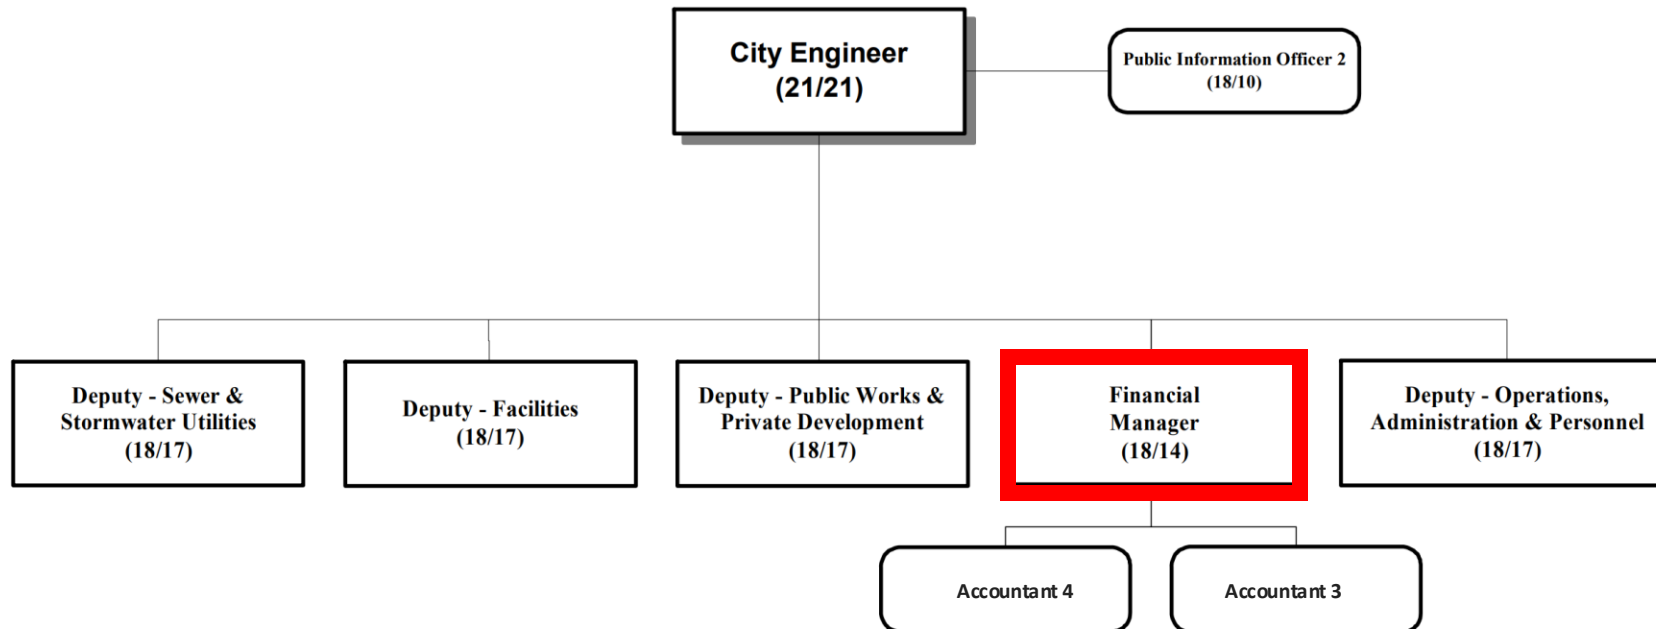 City Engineer
(21/21)
Public Information Officer 2
(18/10)
Deputy - Sewer &
Stormwater Utilities
(18/17)
Deputy - Facilities
(18/17)
Deputy - Public Works &
Private Development
(18/17)
Financial
Manager
(18/14)
Deputy - Operations,
Administration & Personnel
(18/17)
Accountant 4
Accountant 3